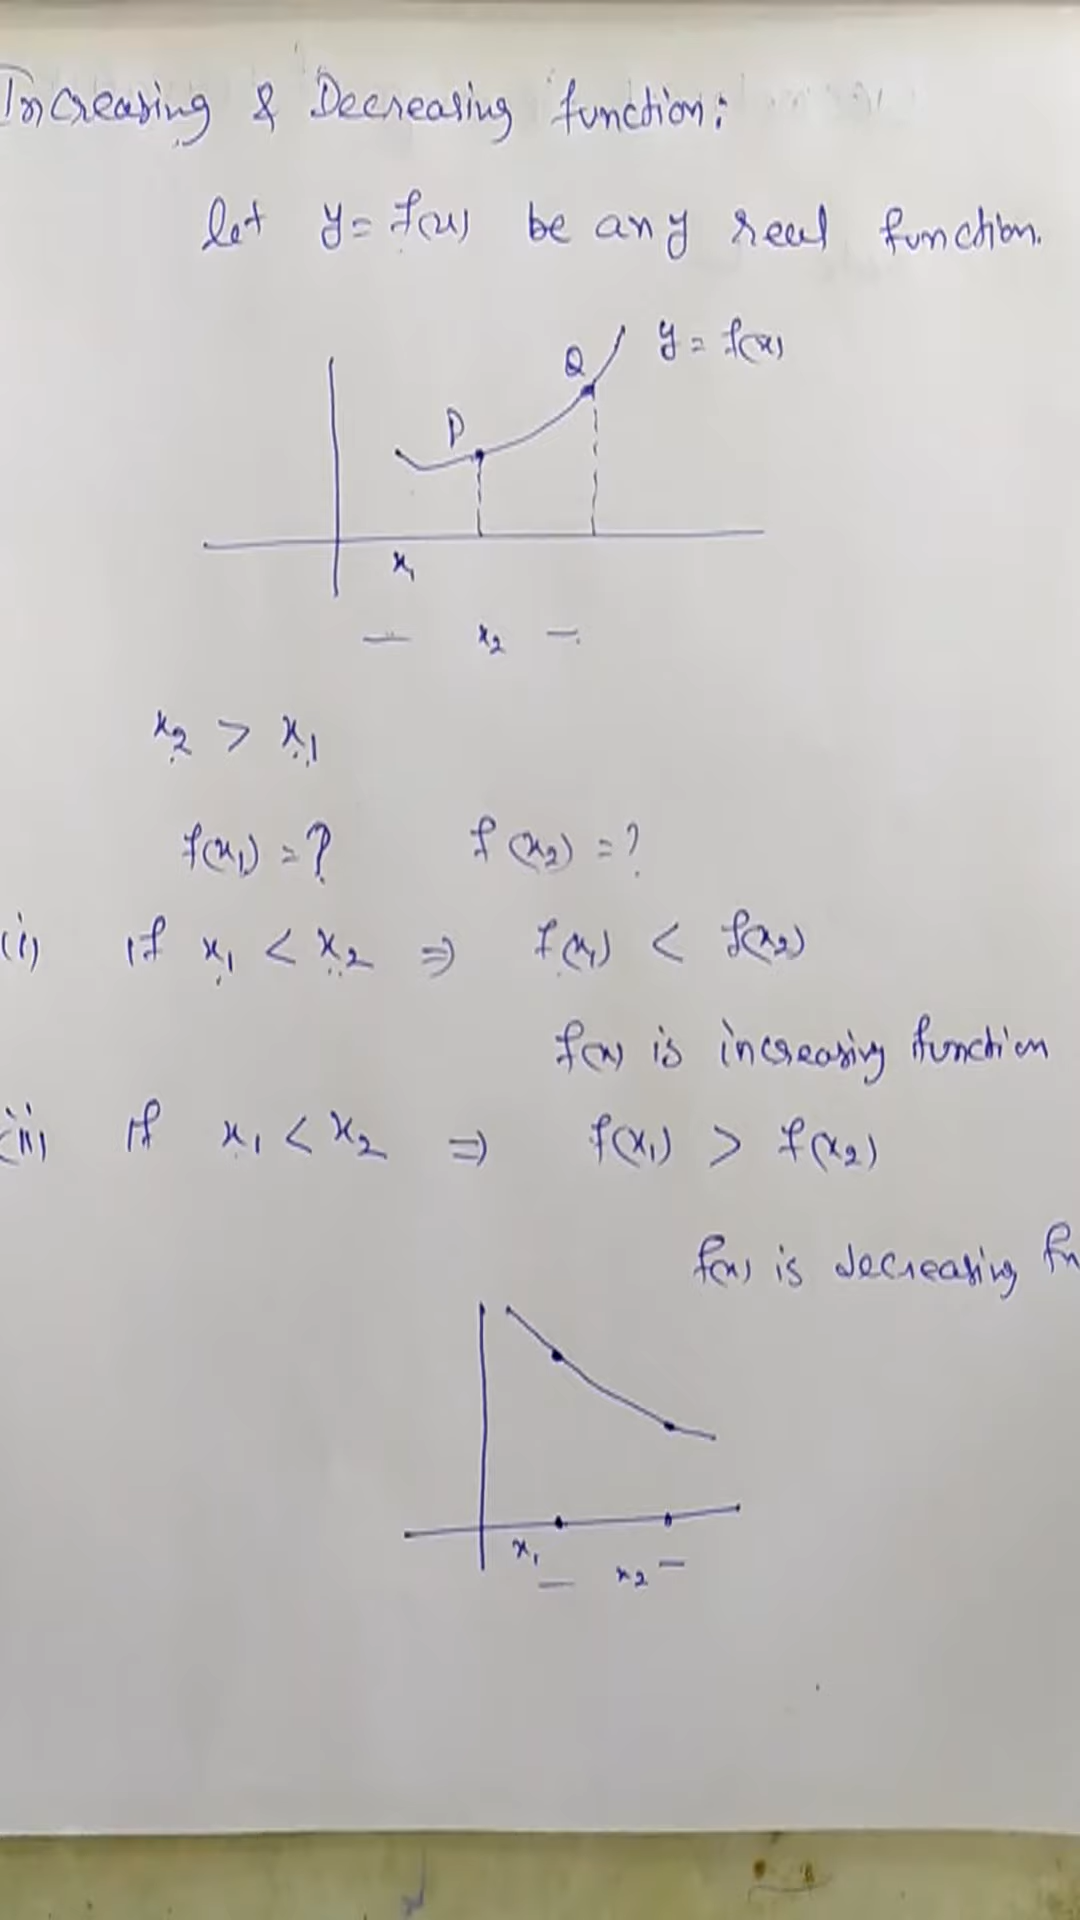 Increasing & Decreasing function:
let y = f(x) be any real function.
Q y = f(x)
P
x₁
— x₂ —
x₂ > x₁
f(x₁) = ? f(x₂) = ?
(i) if x₁ < x₂ ⇒ f(x₁) < f(x₂)
f(x) is increasing function
(ii) if x₁ < x₂ ⇒ f(x₁) > f(x₂)
f(x) is decreasing fn
x₁
— x₂ —